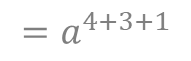 = a^{4+3+1}